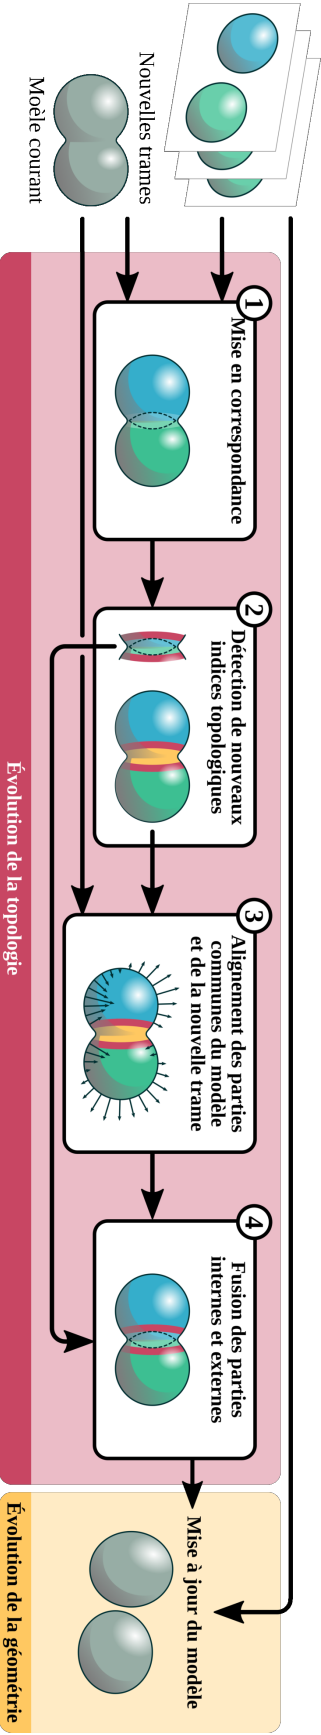 Nouvelles trames
Moèle courant
1
Mise en correspondance
2
Détection de nouveaux
indices topologiques
3
Alignement des parties
communes du modèle
et de la nouvelle trame
4
Fusion des parties
internes et externes
Évolution de la topologie
Mise à jour du modèle
Évolution de la géométrie